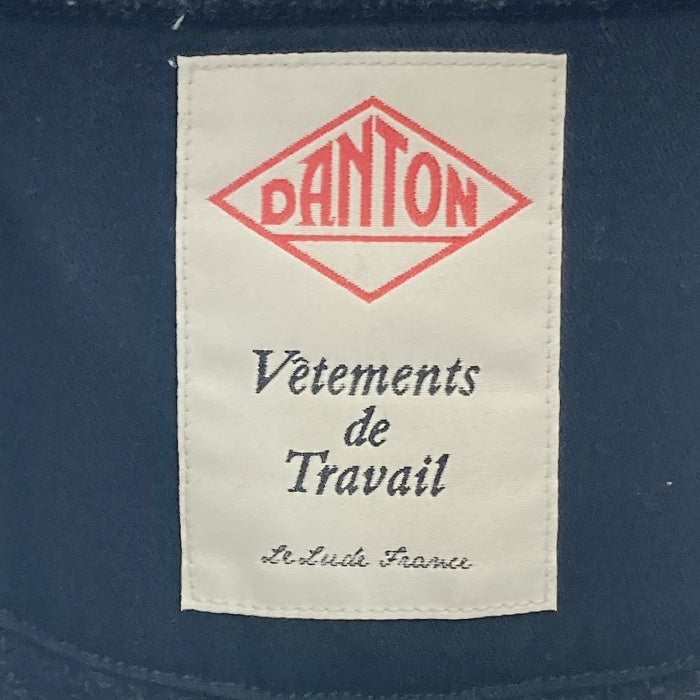 DANTON
Vêtements
de
Travail
Le Lude France